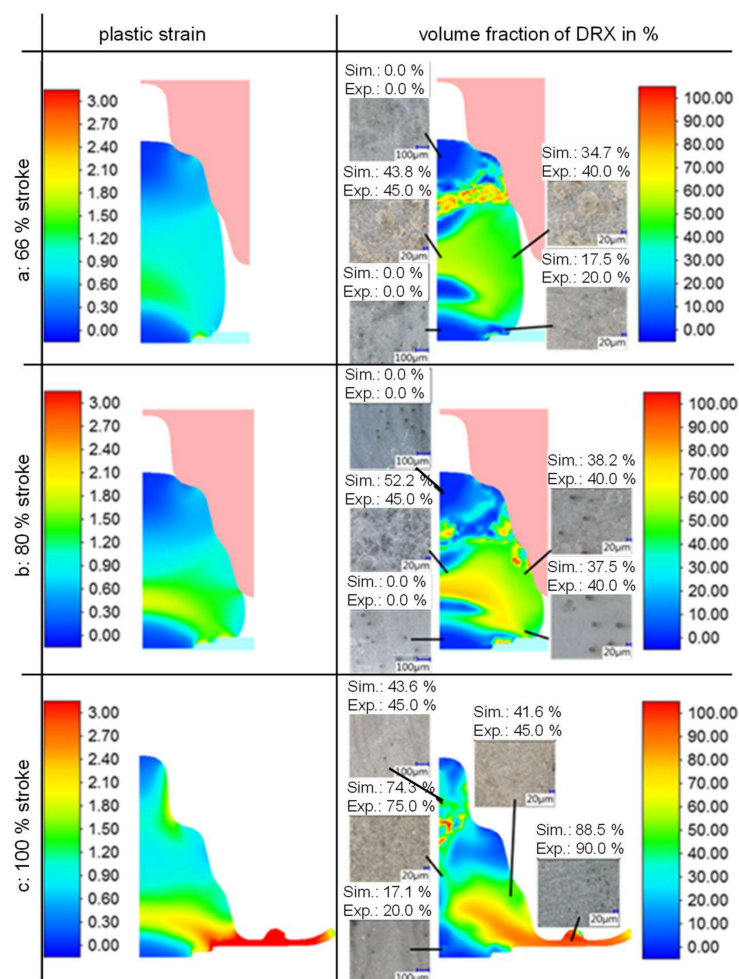 plastic strain
volume fraction of DRX in %
a: 66 % stroke
3.00
2.70
2.40
2.10
1.80
1.50
1.20
0.90
0.60
0.30
0.00
Sim.: 0.0 %
Exp.: 0.0 %
100µm
Sim.: 43.8 %
Exp.: 45.0 %
20µm
Sim.: 0.0 %
Exp.: 0.0 %
100µm
Sim.: 34.7 %
Exp.: 40.0 %
20µm
Sim.: 17.5 %
Exp.: 20.0 %
20µm
100.00
90.00
80.00
70.00
60.00
50.00
40.00
30.00
20.00
10.00
0.00
b: 80 % stroke
3.00
2.70
2.40
2.10
1.80
1.50
1.20
0.90
0.60
0.30
0.00
Sim.: 0.0 %
Exp.: 0.0 %
100µm
Sim.: 52.2 %
Exp.: 45.0 %
20µm
Sim.: 0.0 %
Exp.: 0.0 %
100µm
Sim.: 38.2 %
Exp.: 40.0 %
20µm
Sim.: 37.5 %
Exp.: 40.0 %
20µm
100.00
90.00
80.00
70.00
60.00
50.00
40.00
30.00
20.00
10.00
0.00
c: 100 % stroke
3.00
2.70
2.40
2.10
1.80
1.50
1.20
0.90
0.60
0.30
0.00
Sim.: 43.6 %
Exp.: 45.0 %
100µm
Sim.: 74.3 %
Exp.: 75.0 %
20µm
Sim.: 17.1 %
Exp.: 20.0 %
Sim.: 41.6 %
Exp.: 45.0 %
20µm
Sim.: 88.5 %
Exp.: 90.0 %
20µm
100.00
90.00
80.00
70.00
60.00
50.00
40.00
30.00
20.00
10.00
0.00